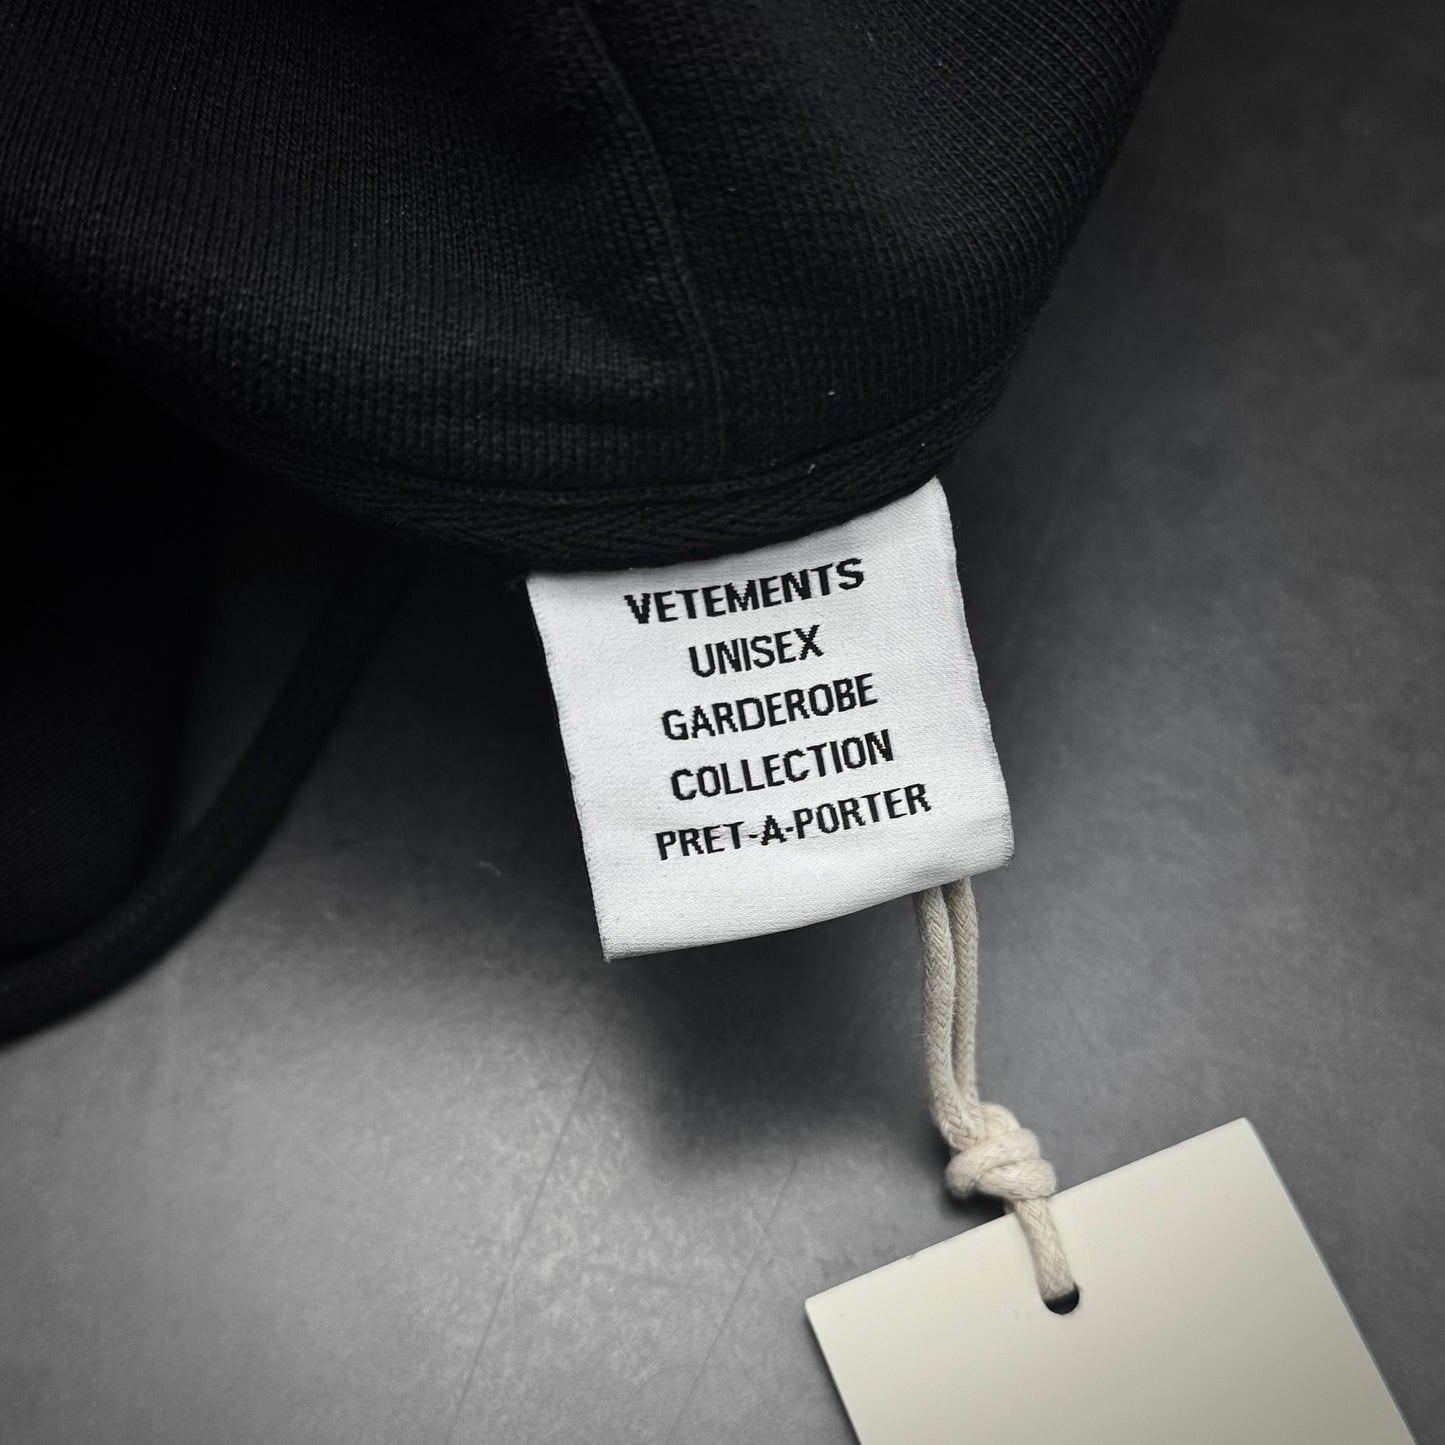 VETEMENTS
UNISEX
GARDEROBE
COLLECTION
PRET-A-PORTER